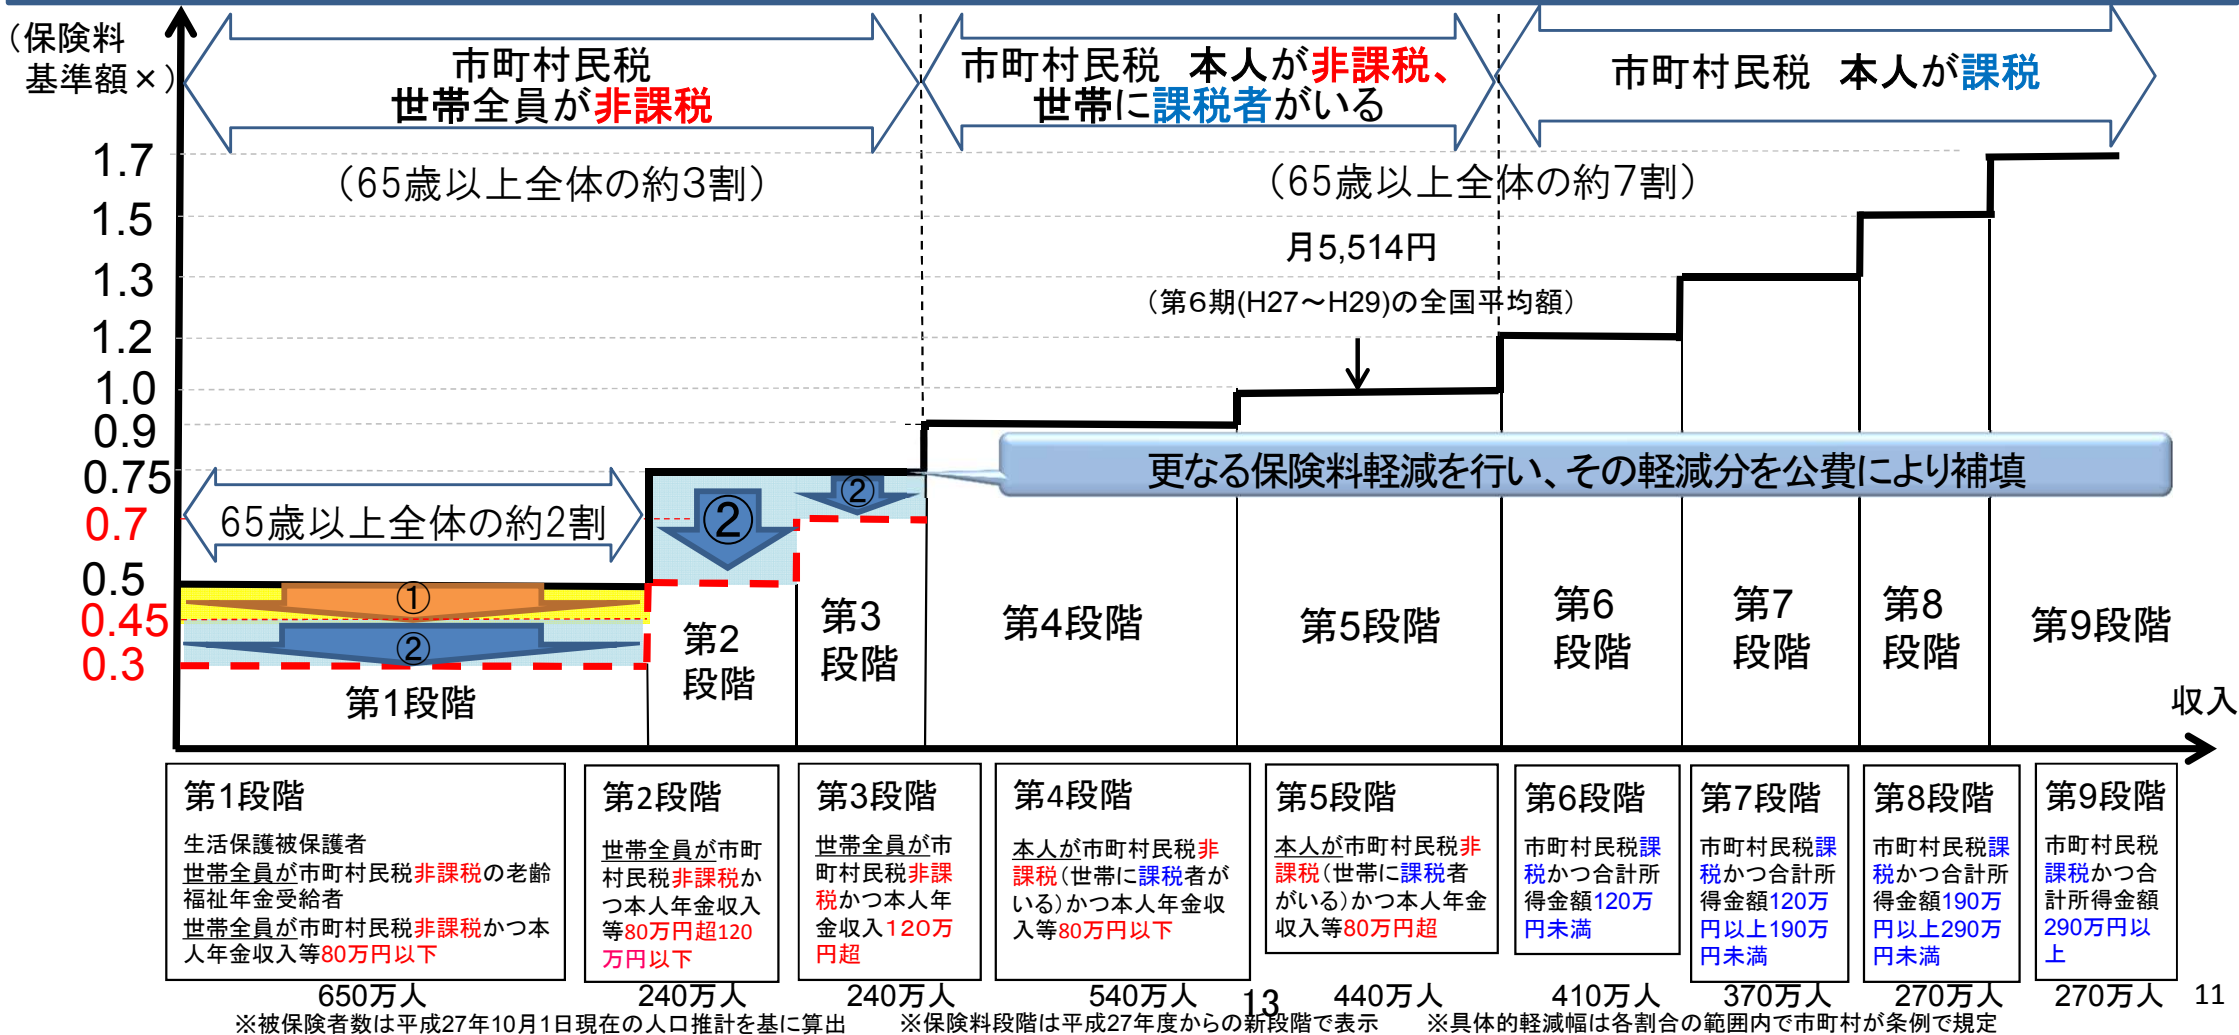 (保険料
基準額×)
市町村民税
世帯全員が非課税
市町村民税　本人が非課税、
世帯に課税者がいる
市町村民税　本人が課税
(65歳以上全体の約3割)
(65歳以上全体の約7割)
1.7
1.5
1.3
1.2
1.0
0.9
0.75
0.7
0.5
0.45
0.3
月5,514円
(第6期(H27～H29)の全国平均額)
更なる保険料軽減を行い、その軽減分を公費により補填
65歳以上全体の約2割
①
②
②
②
第1段階
第2
段階
第3
段階
第4段階
第5段階
第6
段階
第7
段階
第8
段階
第9段階
収入
第1段階
生活保護被保護者
世帯全員が市町村民税非課税の老齢
福祉年金受給者
世帯全員が市町村民税非課税かつ本
人年金収入等80万円以下
650万人
第2段階
世帯全員が市町
村民税非課税か
つ本人年金収入
等80万円超120
万円以下
240万人
第3段階
世帯全員が市
町村民税非課
税かつ本人年
金収入120万
円超
240万人
第4段階
本人が市町村民税非
課税(世帯に課税者が
いる)かつ本人年金収
入等80万円以下
540万人
第5段階
本人が市町村民税非
課税(世帯に課税者
がいる)かつ本人年金
収入等80万円超
440万人
第6段階
市町村民税課
税かつ合計所
得金額120万
円未満
410万人
第7段階
市町村民税課
税かつ合計所
得金額120万
円以上190万
円未満
370万人
第8段階
市町村民税課
税かつ合計所
得金額190万
円以上290万
円未満
270万人
第9段階
市町村民税
課税かつ合
計所得金額
290万円以
上
270万人
13
11
※被保険者数は平成27年10月1日現在の人口推計を基に算出　※保険料段階は平成27年度からの新段階で表示　※具体的軽減幅は各割合の範囲内で市町村が条例で規定